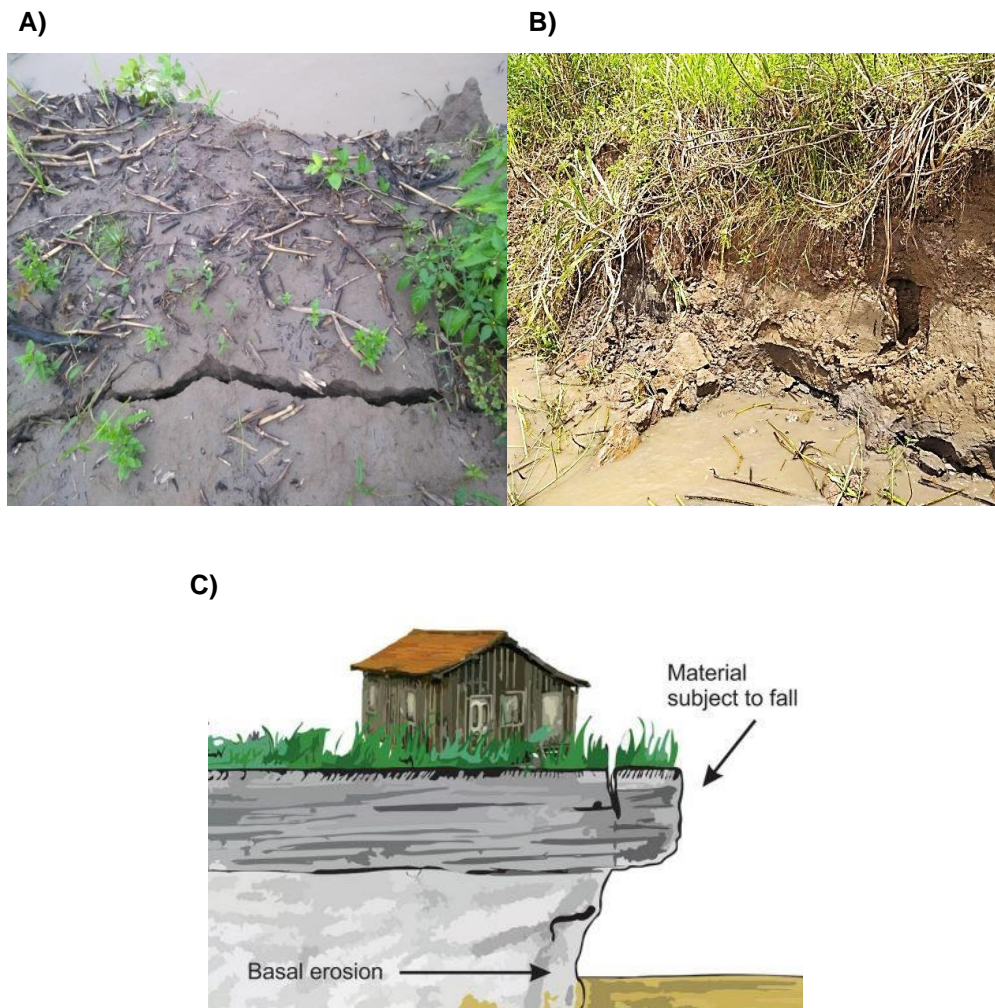 A)
B)
C)
Material
subject to fall
Basal erosion